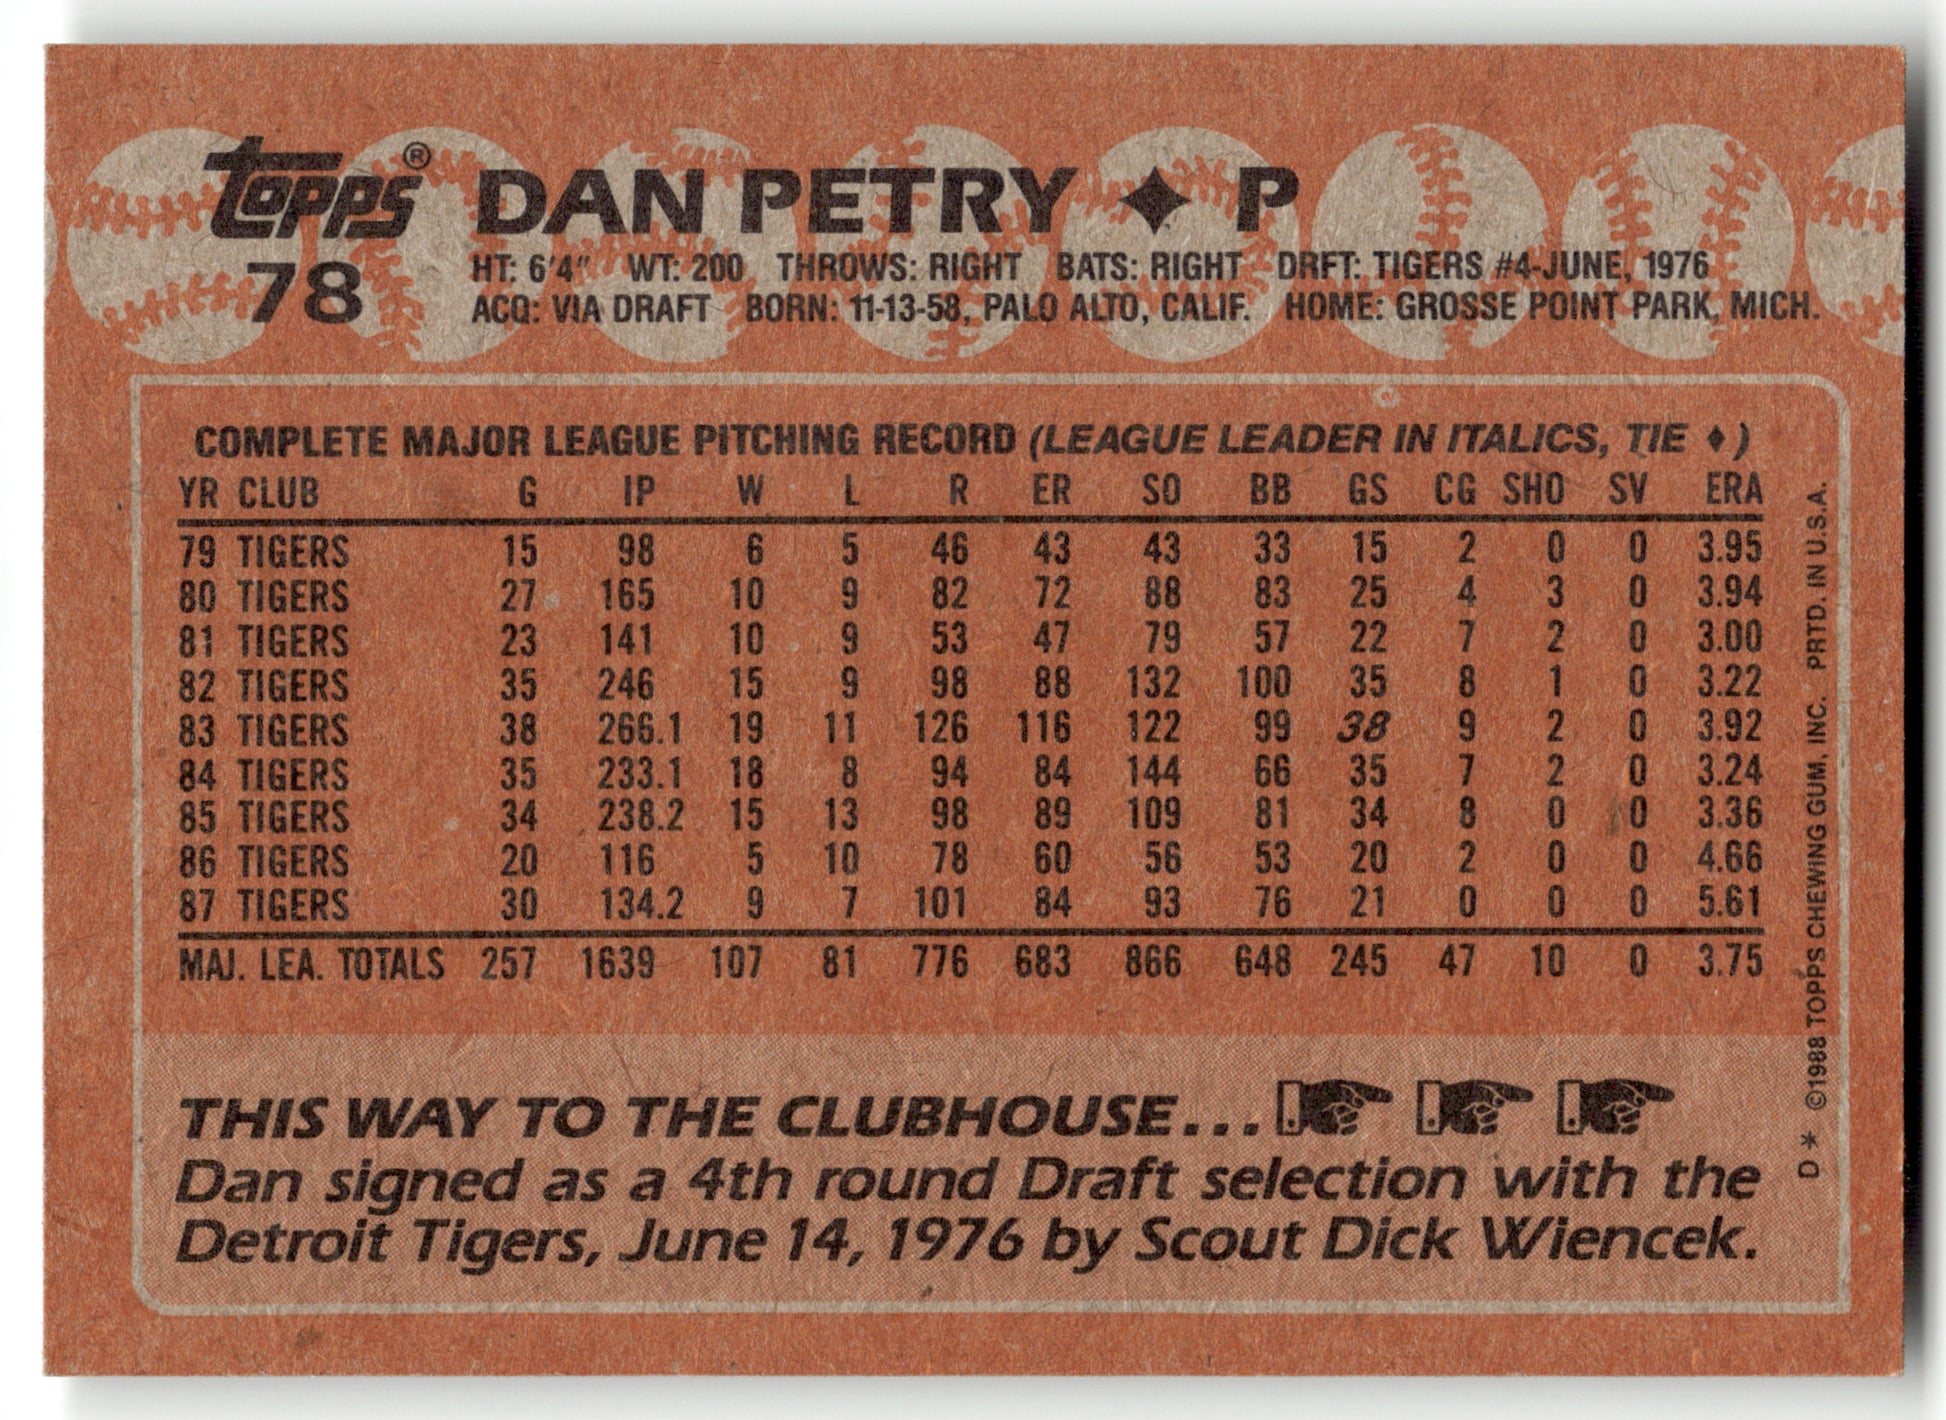 topps® DAN PETRY ◆ P
78
HT: 6'4" WT: 200 THROWS: RIGHT BATS: RIGHT DRFT: TIGERS #4-JUNE, 1976
ACQ: VIA DRAFT BORN: 11-13-58, PALO ALTO, CALIF. HOME: GROSSE POINT PARK, MICH.
COMPLETE MAJOR LEAGUE PITCHING RECORD (LEAGUE LEADER IN ITALICS, TIE ♦)
YR CLUB G IP W L R ER SO BB GS CG SHO SV ERA
79 TIGERS 15 98 6 5 46 43 43 33 15 2 0 0 3.95
80 TIGERS 27 165 10 9 82 72 88 83 25 4 3 0 3.94
81 TIGERS 23 141 10 9 53 47 79 57 22 7 2 0 3.00
82 TIGERS 35 246 15 9 98 88 132 100 35 8 1 0 3.22
83 TIGERS 38 266.1 19 11 126 116 122 99 38 9 2 0 3.92
84 TIGERS 35 233.1 18 8 94 84 144 66 35 7 2 0 3.24
85 TIGERS 34 238.2 15 13 98 89 109 81 34 8 0 0 3.36
86 TIGERS 20 116 5 10 78 60 56 53 20 2 0 0 4.66
87 TIGERS 30 134.2 9 7 101 84 93 76 21 0 0 0 5.61
MAJ. LEA. TOTALS 257 1639 107 81 776 683 866 648 245 47 10 0 3.75
THIS WAY TO THE CLUBHOUSE...
Dan signed as a 4th round Draft selection with the
Detroit Tigers, June 14, 1976 by Scout Dick Wiencek.
D* ©1988 TOPPS CHEWING GUM, INC. PRTD. IN U.S.A.